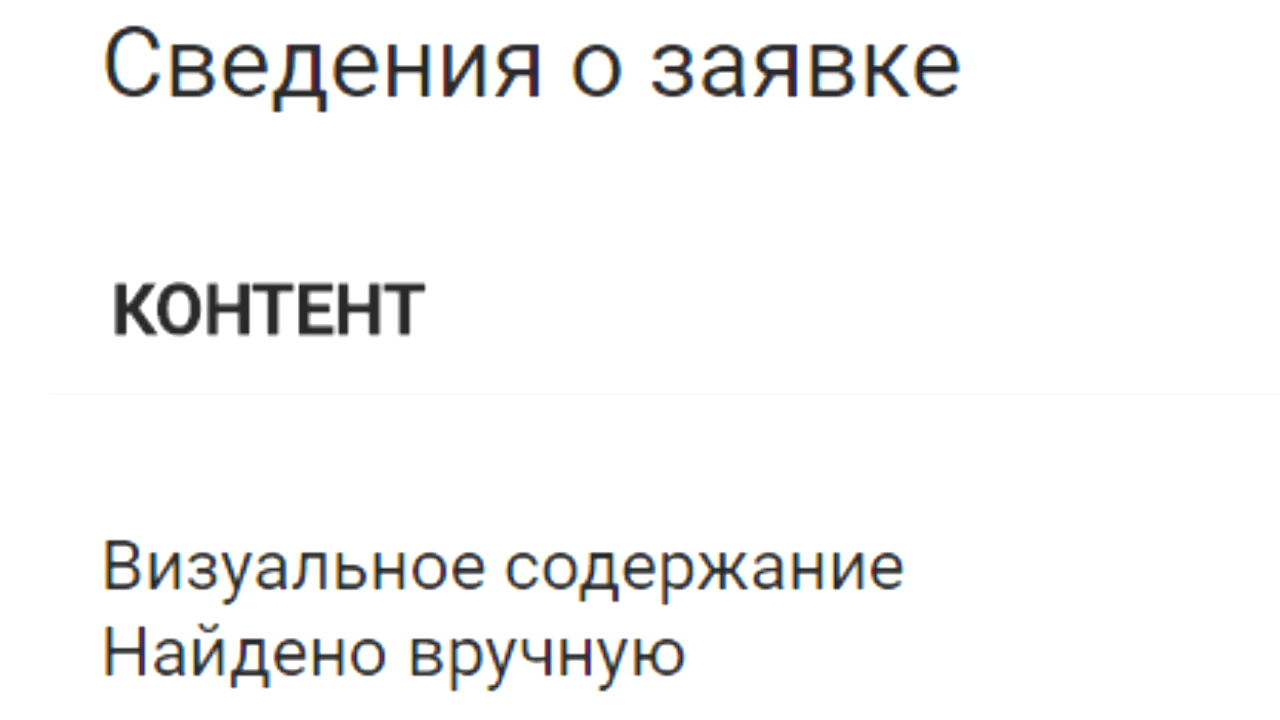 Сведения о заявке
КОНТЕНТ
Визуальное содержание
Найдено вручную